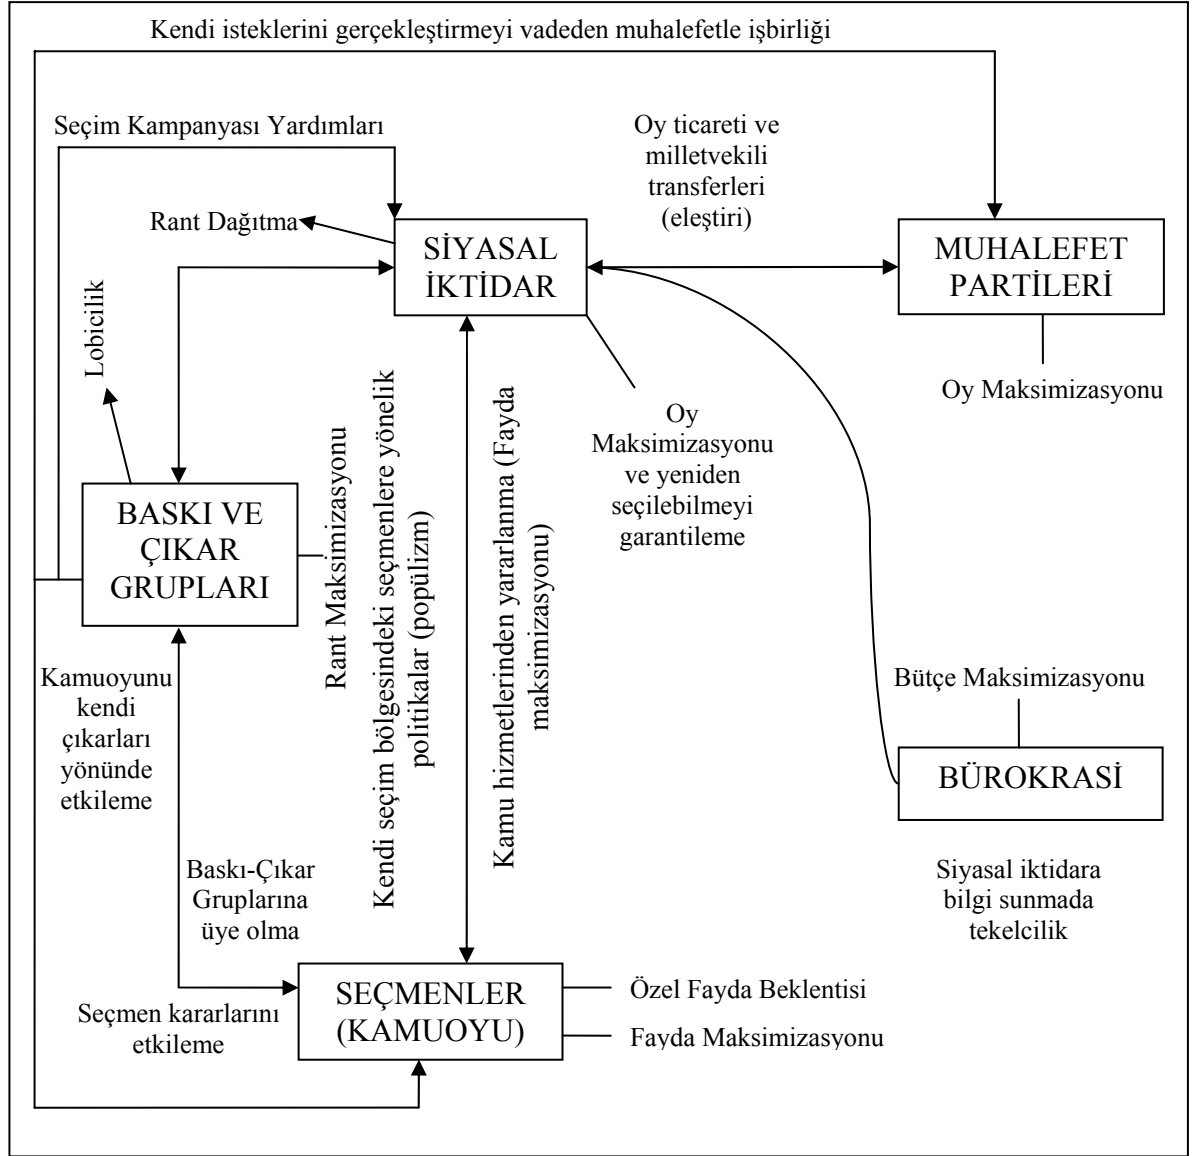 Kendi isteklerini gerçekleştirmeyi vadeden muhalefetle işbirliği
Seçim Kampanyası Yardımları
Oy ticareti ve
milletvekili
transferleri
(eleştiri)
Rant Dağıtma
SİYASAL
İKTİDAR
MUHALEFET
PARTİLERİ
Lobicilik
Oy Maksimizasyonu
Oy
Maksimizasyonu
ve yeniden
seçilebilmeyi
garantileme
BASKI VE
ÇIKAR
GRUPLARI
Rant Maksimizasyonu
Kendi seçim bölgesindeki seçmenlere yönelik
politikalar (popülizm)
Kamu hizmetlerinden yararlanma (Fayda
maksimizasyonu)
Kamuoyunu
kendi
çıkarları
yönünde
etkileme
Bütçe Maksimizasyonu
BÜROKRASİ
Siyasal iktidara
bilgi sunmada
tekelcilik
Baskı-Çıkar
Gruplarına
üye olma
Seçmen kararlarını
etkileme
SEÇMENLER
(KAMUOYU)
Özel Fayda Beklentisi
Fayda Maksimizasyonu